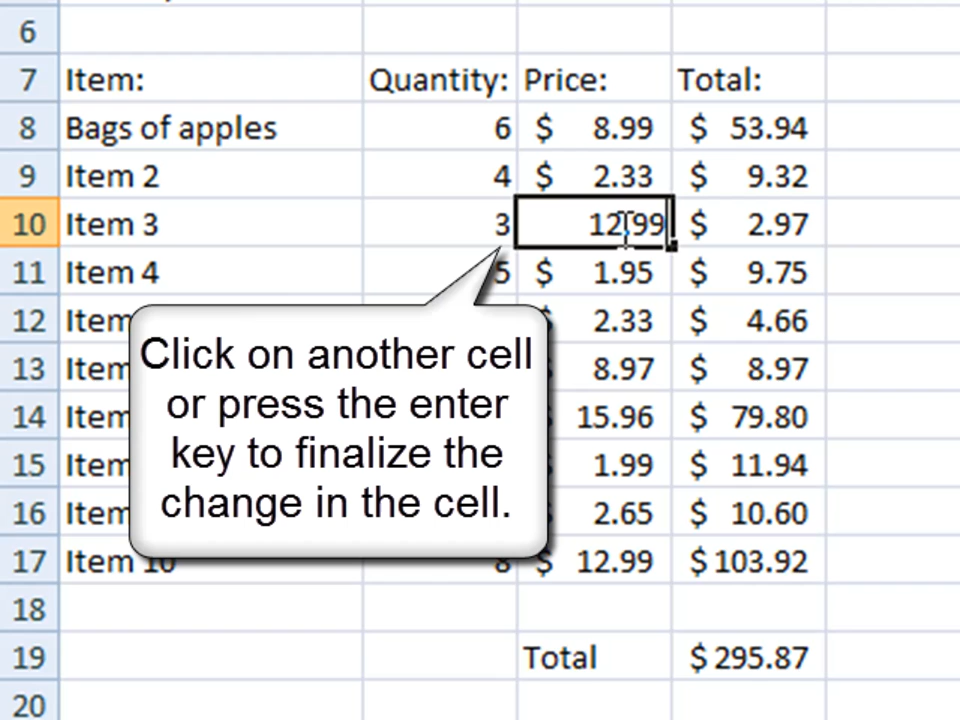 6
7 Item: Quantity: Price: Total:
8 Bags of apples 6 $ 8.99 $ 53.94
9 Item 2 4 $ 2.33 $ 9.32
10 Item 3 3 12.99 $ 2.97
11 Item 4 5 $ 1.95 $ 9.75
12 Item $ 2.33 $ 4.66
13 Item 8.97 $ 8.97
14 Item 15.96 $ 79.80
15 Item 1.99 $ 11.94
16 Item 2.65 $ 10.60
17 Item 10 8 $ 12.99 $ 103.92
18
19 Total $ 295.87
20
Click on another cell
or press the enter
key to finalize the
change in the cell.